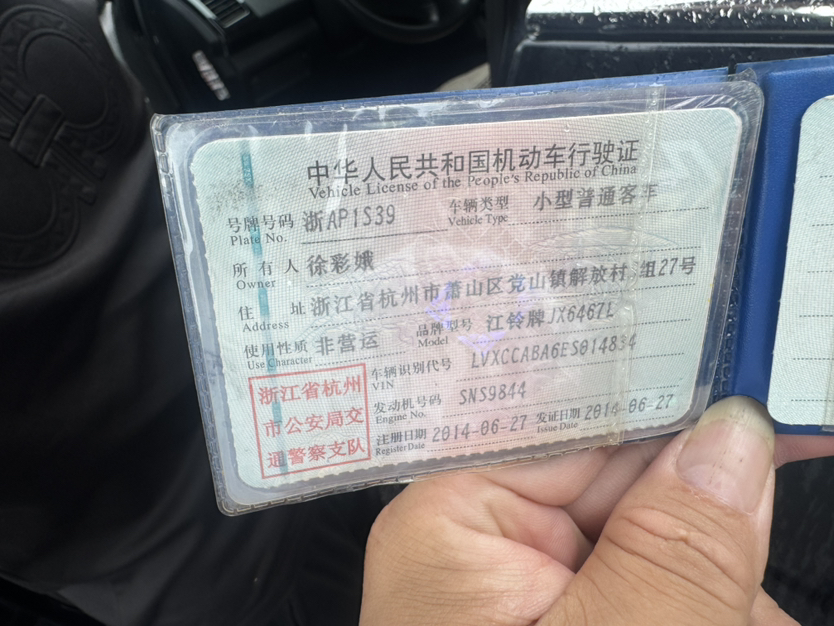 中华人民共和国机动车行驶证
Vehicle License of the People's Republic of China
号牌号码 浙AP1S39 车辆类型 小型普通客车
Plate No. Vehicle Type
所有人 徐彩娥
Owner
住址 浙江省杭州市萧山区党山镇解放村 组27号
Address
使用性质 非营运 品牌型号 江铃牌JX6467L
Use Character Model
车辆识别代号 LVXCCABA6ES014834
VIN
发动机号码 SNS9844
Engine No.
注册日期 2014-06-27 发证日期 2014-06-27
Register Date Issue Date
浙江省杭州
市公安局交
通警察支队